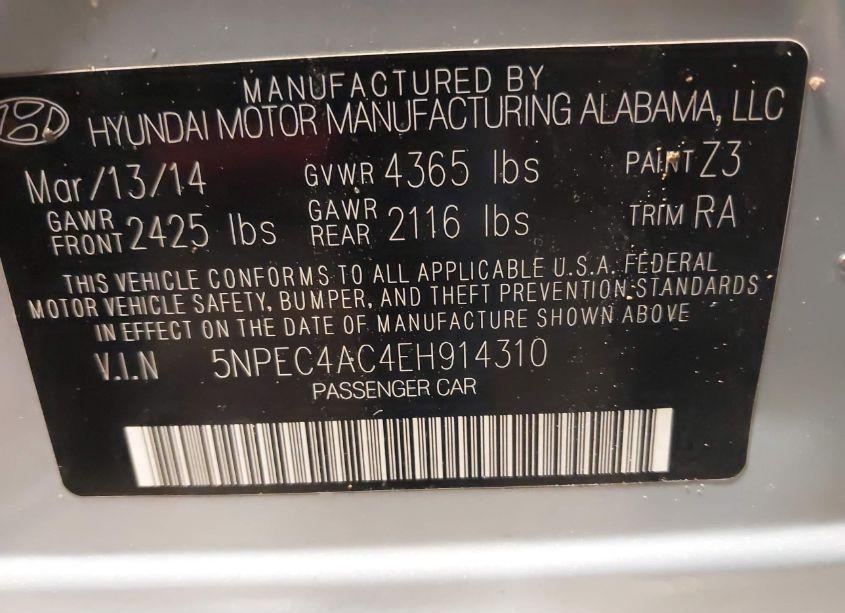 MANUFACTURED BY
HYUNDAI MOTOR MANUFACTURING ALABAMA, LLC
Mar/13/14 GVWR 4365 lbs PAINT Z3
GAWR FRONT 2425 lbs GAWR REAR 2116 lbs TRIM RA
THIS VEHICLE CONFORMS TO ALL APPLICABLE U.S.A. FEDERAL
MOTOR VEHICLE SAFETY, BUMPER, AND THEFT PREVENTION STANDARDS
IN EFFECT ON THE DATE OF MANUFACTURE SHOWN ABOVE
V.I.N 5NPEC4AC4EH914310
PASSENGER CAR